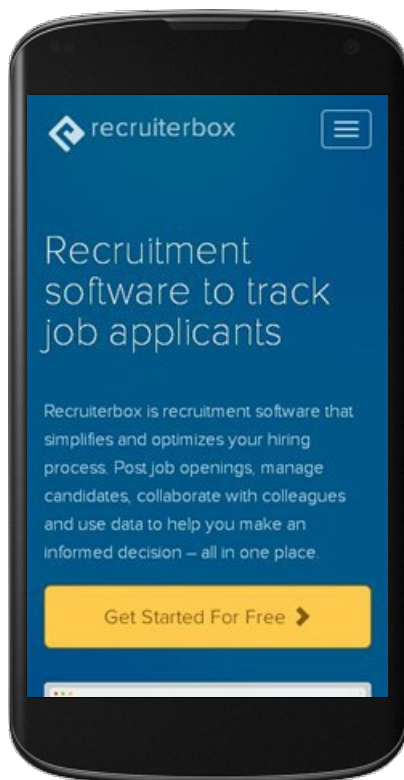 recruiterbox
Recruitment
software to track
job applicants
Recruiterbox is recruitment software that
simplifies and optimizes your hiring
process. Post job openings, manage
candidates, collaborate with colleagues
and use data to help you make an
informed decision – all in one place.
Get Started For Free